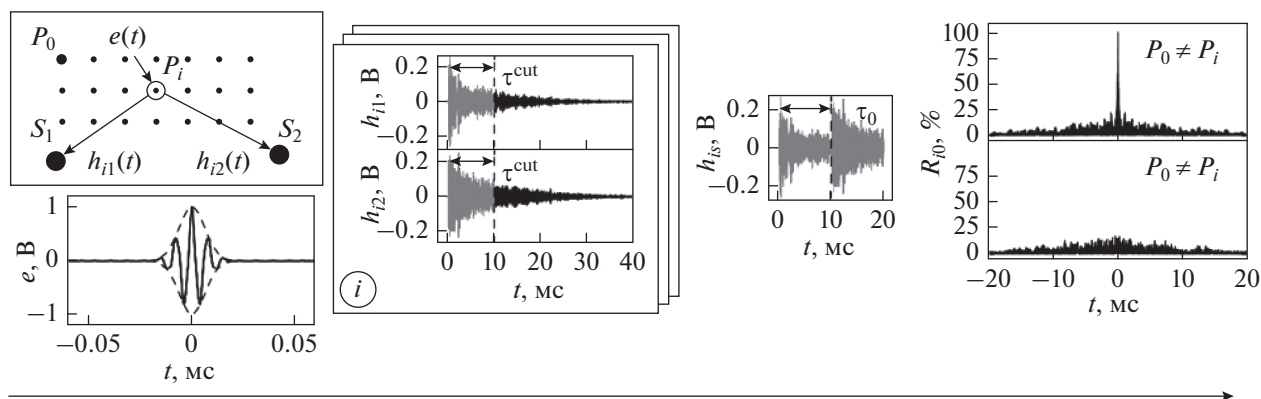 P₀
e(t)
Pᵢ
S₁
S₂
hᵢ₁(t)
hᵢ₂(t)
e, В
1
0
−1
−0.05
0
0.05
t, мс
hᵢ₁, В
0.2
0
−0.2
τᶜᵘᵗ
hᵢ₂, В
0.2
0
−0.2
τᶜᵘᵗ
0
10
20
30
40
t, мс
i
hᵢₛ, В
0.2
0
−0.2
τ₀
0
10
20
t, мс
Rᵢ₀, %
100
75
50
25
0
P₀ ≠ Pᵢ
75
50
25
0
P₀ ≠ Pᵢ
−20
−10
0
10
20
t, мс